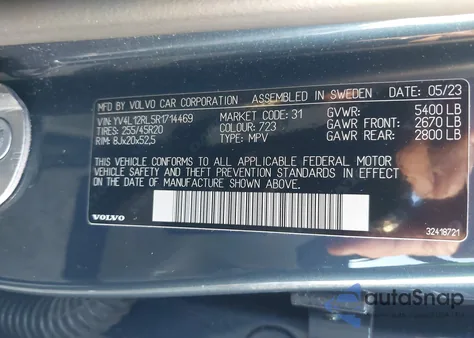 MFD BY VOLVO CAR CORPORATION ASSEMBLED IN SWEDEN DATE: 05/23
VIN: YV4L12RL5R1714469 MARKET CODE: 31 GVWR: 5400 LB
TIRES: 255/45R20 COLOUR: 723 GAWR FRONT: 2670 LB
RIM: 8Jx20x52,5 TYPE: MPV GAWR REAR: 2800 LB
THIS VEHICLE CONFORMS TO ALL APPLICABLE FEDERAL MOTOR
VEHICLE SAFETY AND THEFT PREVENTION STANDARDS IN EFFECT
ON THE DATE OF MANUFACTURE SHOWN ABOVE.
VOLVO 32418721
autoSnap